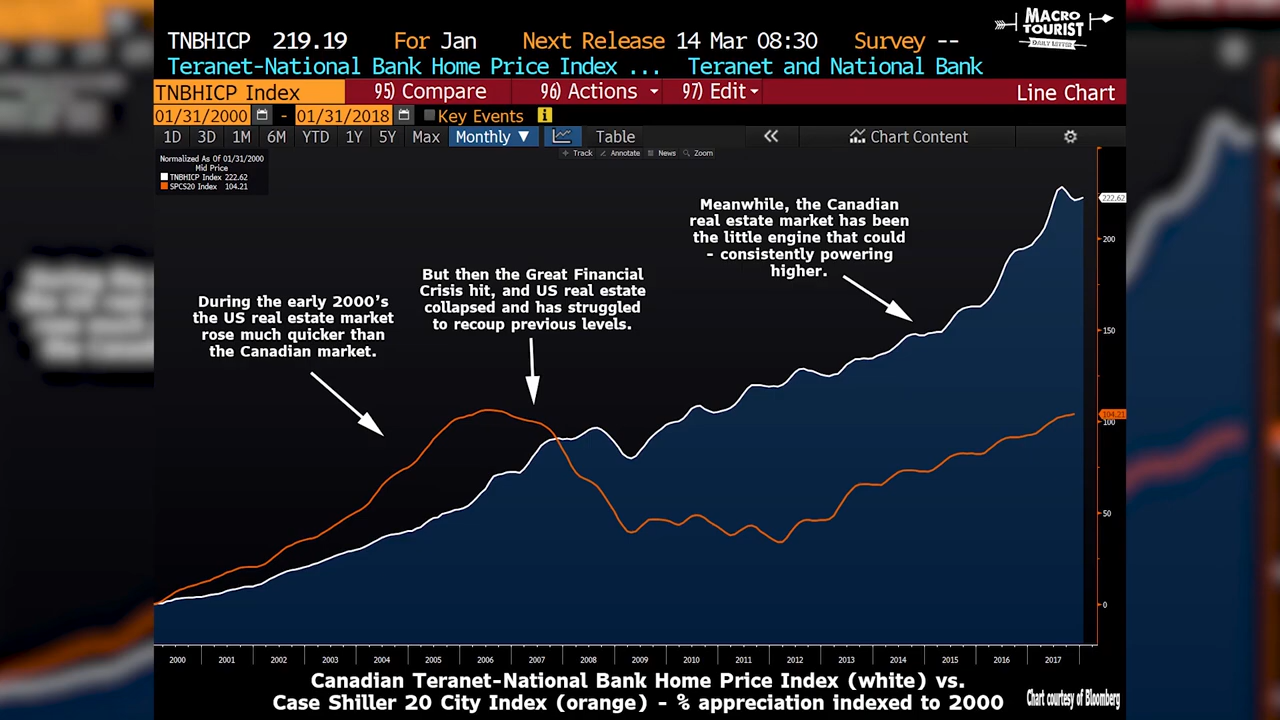 MACRO
TOURIST
DAILY LETTER
TNBHICP 219.19 For Jan Next Release 14 Mar 08:30 Survey --
Teranet-National Bank Home Price Index ... Teranet and National Bank
TNBHICP Index 95) Compare 96) Actions 97) Edit Line Chart
01/31/2000 - 01/31/2018 Key Events
1D 3D 1M 6M YTD 1Y 5Y Max Monthly ▼ Table « Chart Content
Track Annotate News Zoom
Normalized As Of 01/31/2000
Mid Price
TNBHICP Index 222.62
SPCS20 Index 104.21
Meanwhile, the Canadian
real estate market has been
the little engine that could
- consistently powering
higher.
But then the Great Financial
Crisis hit, and US real estate
collapsed and has struggled
to recoup previous levels.
During the early 2000's
the US real estate market
rose much quicker than
the Canadian market.
222.62
200
150
104.21
100
50
0
2000 2001 2002 2003 2004 2005 2006 2007 2008 2009 2010 2011 2012 2013 2014 2015 2016 2017
Canadian Teranet-National Bank Home Price Index (white) vs.
Case Shiller 20 City Index (orange) - % appreciation indexed to 2000
Chart courtesy of Bloomberg